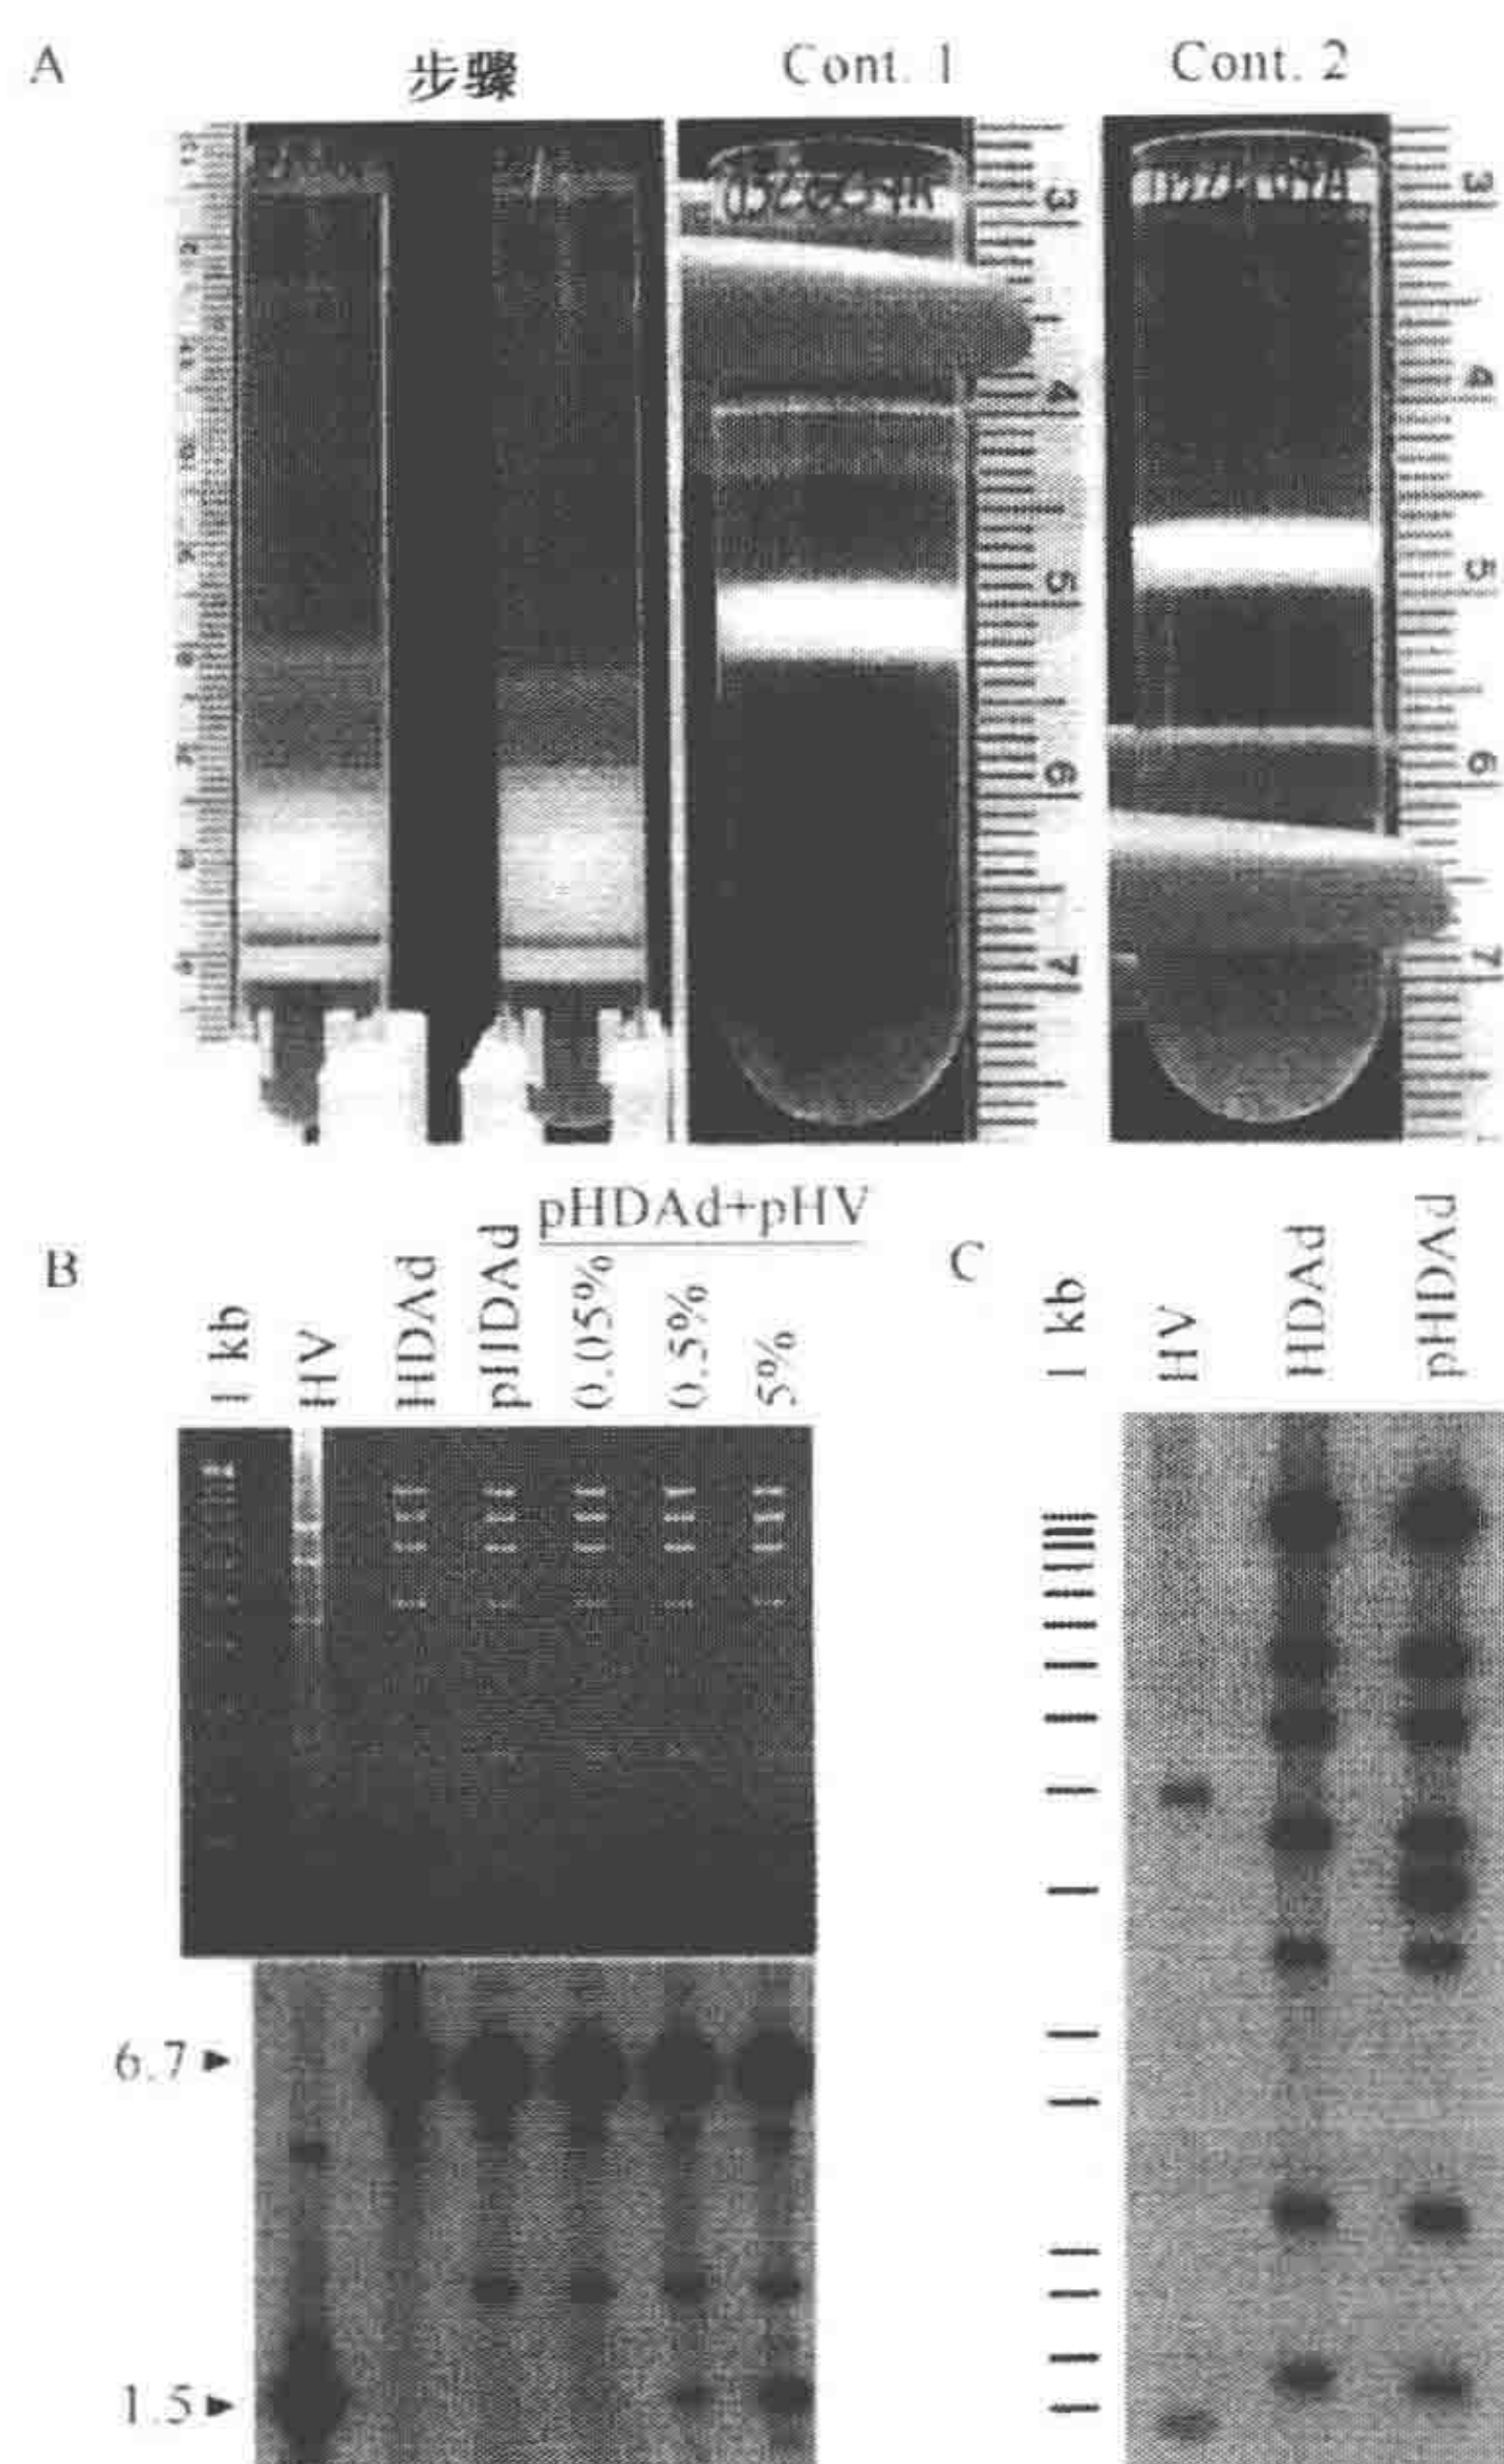 A 步骤 Cont. 1 Cont. 2
3 3
4 4
5 5
6 6
7 7
pHDAd+pHV
B 1 kb HV HDAd pHDAd 0.05% 0.5% 5%
C 1 kb HV HDAd pHDAd
6.7
1.5